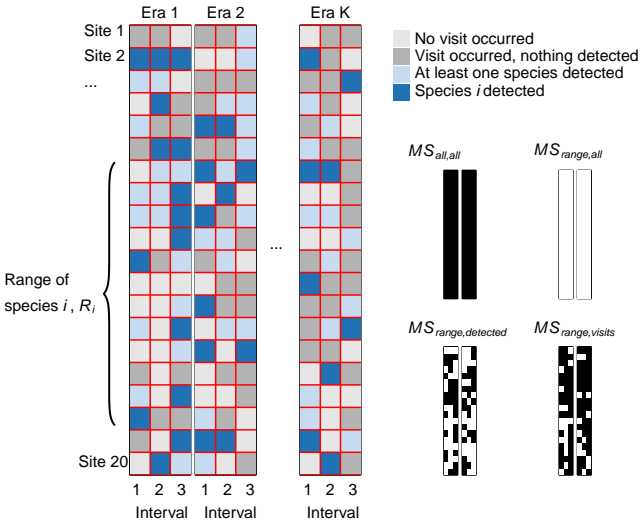 Era 1
Era 2
Era K
Site 1
Site 2
...
Site 20
Range of
species i , Ri
...
1 2 3
1 2 3
1 2 3
Interval
Interval
Interval
No visit occurred
Visit occurred, nothing detected
At least one species detected
Species i detected
MSall,all
MSrange,all
MSrange,detected
MSrange,visits